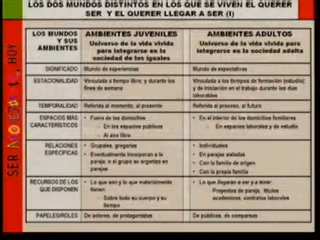 LOS DOS MUNDOS DISTINTOS EN LOS QUE SE VIVEN EL QUERER
SER Y EL QUERER LLEGAR A SER (I)
SER JOVEN HOY
LOS MUNDOS
Y SUS
AMBIENTES
AMBIENTES JUVENILES
Universo de la vida vivida
para integrarse en la
sociedad de los iguales
AMBIENTES ADULTOS
Universo de la vida vivida para
integrarse en la sociedad adulta
SIGNIFICADO
Mundo de experiencias
Mundo de expectativas
ESTACIONALIDAD
Vinculada a tiempo libre; y durante los
fines de semana
Vinculada a los tiempos de formación (estudio);
y de iniciación en el trabajo durante los días
laborables
TEMPORALIDAD
Referida al momento; al presente
Referida al proceso, al futuro
ESPACIOS MÁS
CARACTERÍSTICOS
• Fuera de los domicilios
- En los espacios públicos
- Al aire libre
• En el interior de los domicilios familiares
- En espacios laborales y de estudio
RELACIONES
ESPECÍFICAS
• Grupales, gregarias
• Eventualmente incorporan a la
pareja; o el grupo se organiza en
parejas
• Individuales
• En parejas aisladas
• Con la familia de origen
• Con la propia familia
RECURSOS DE LOS
QUE DISPONEN
• Lo que son y lo que materialmente
tienen
- Sobre todo su cuerpo y su
tiempo
• Lo que llegarán a ser y a tener
- Proyectos de pareja, títulos
académicos, contratos laborales
PAPELES/ROLES
De actores; de protagonistas
De públicos; de comparsas